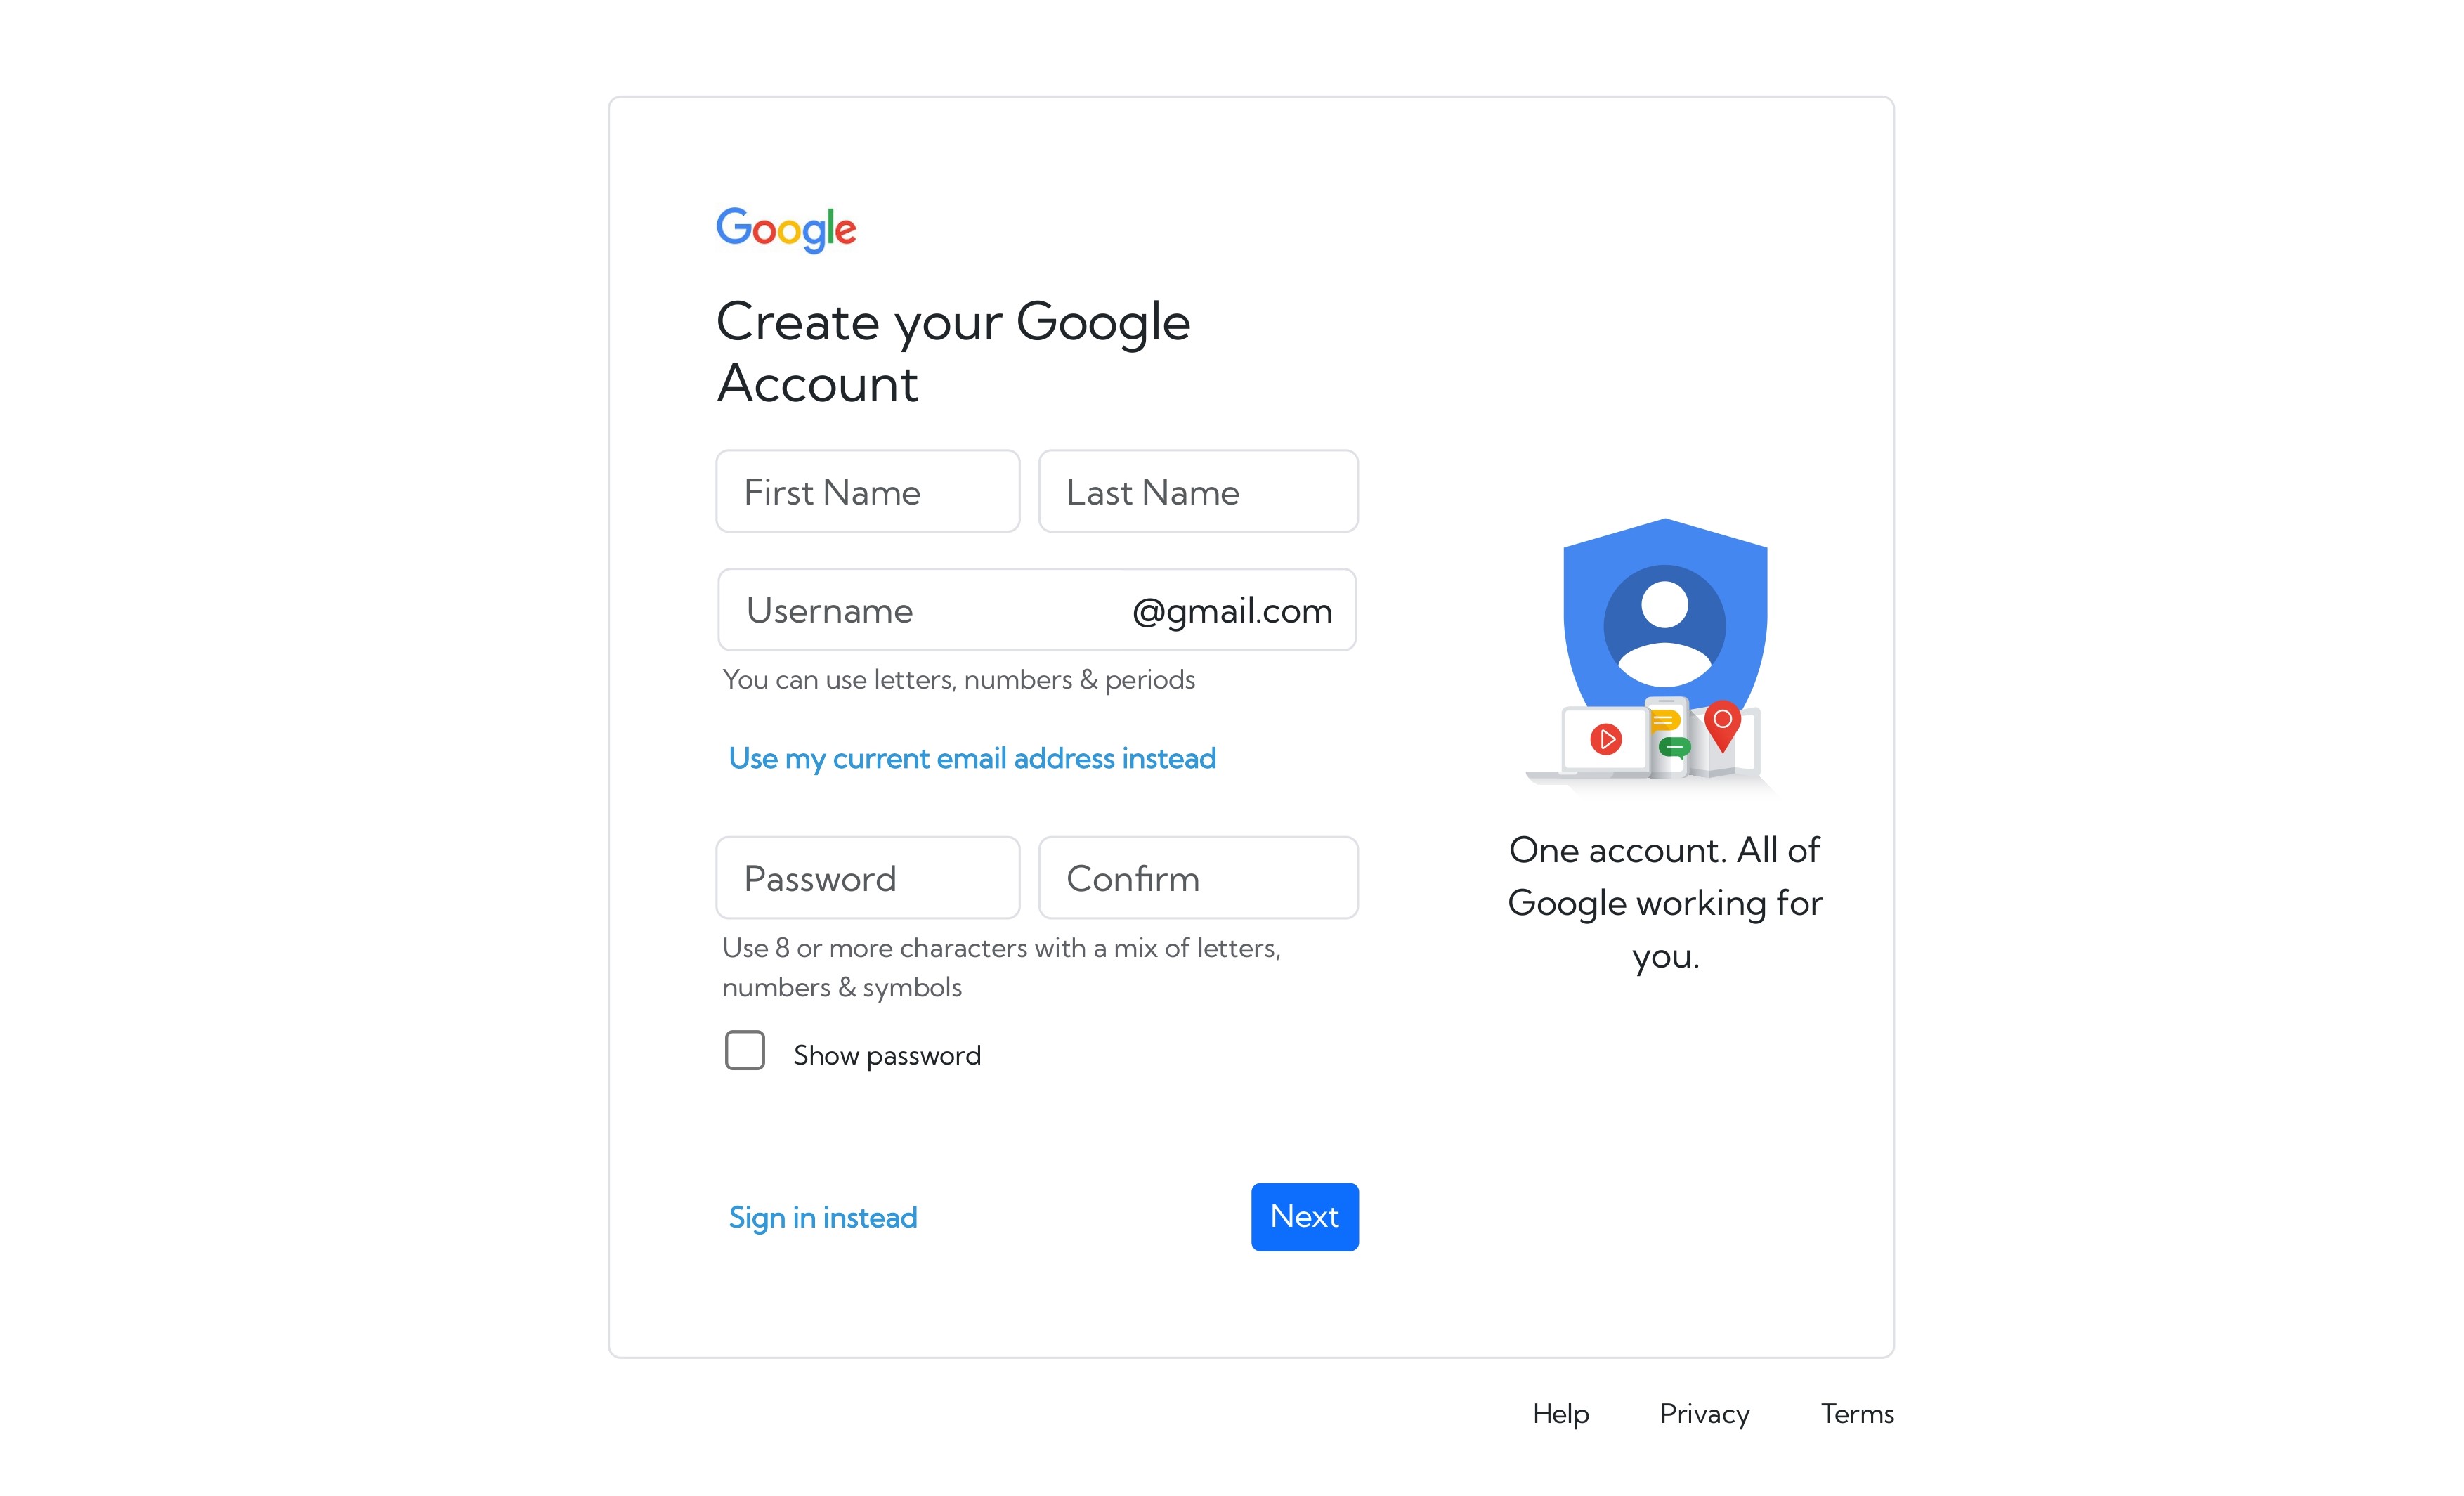 Google
Create your Google
Account
First Name
Last Name
Username
@gmail.com
You can use letters, numbers & periods
Use my current email address instead
Password
Confirm
Use 8 or more characters with a mix of letters,
numbers & symbols
Show password
Sign in instead
Next
One account. All of
Google working for
you.
Help
Privacy
Terms